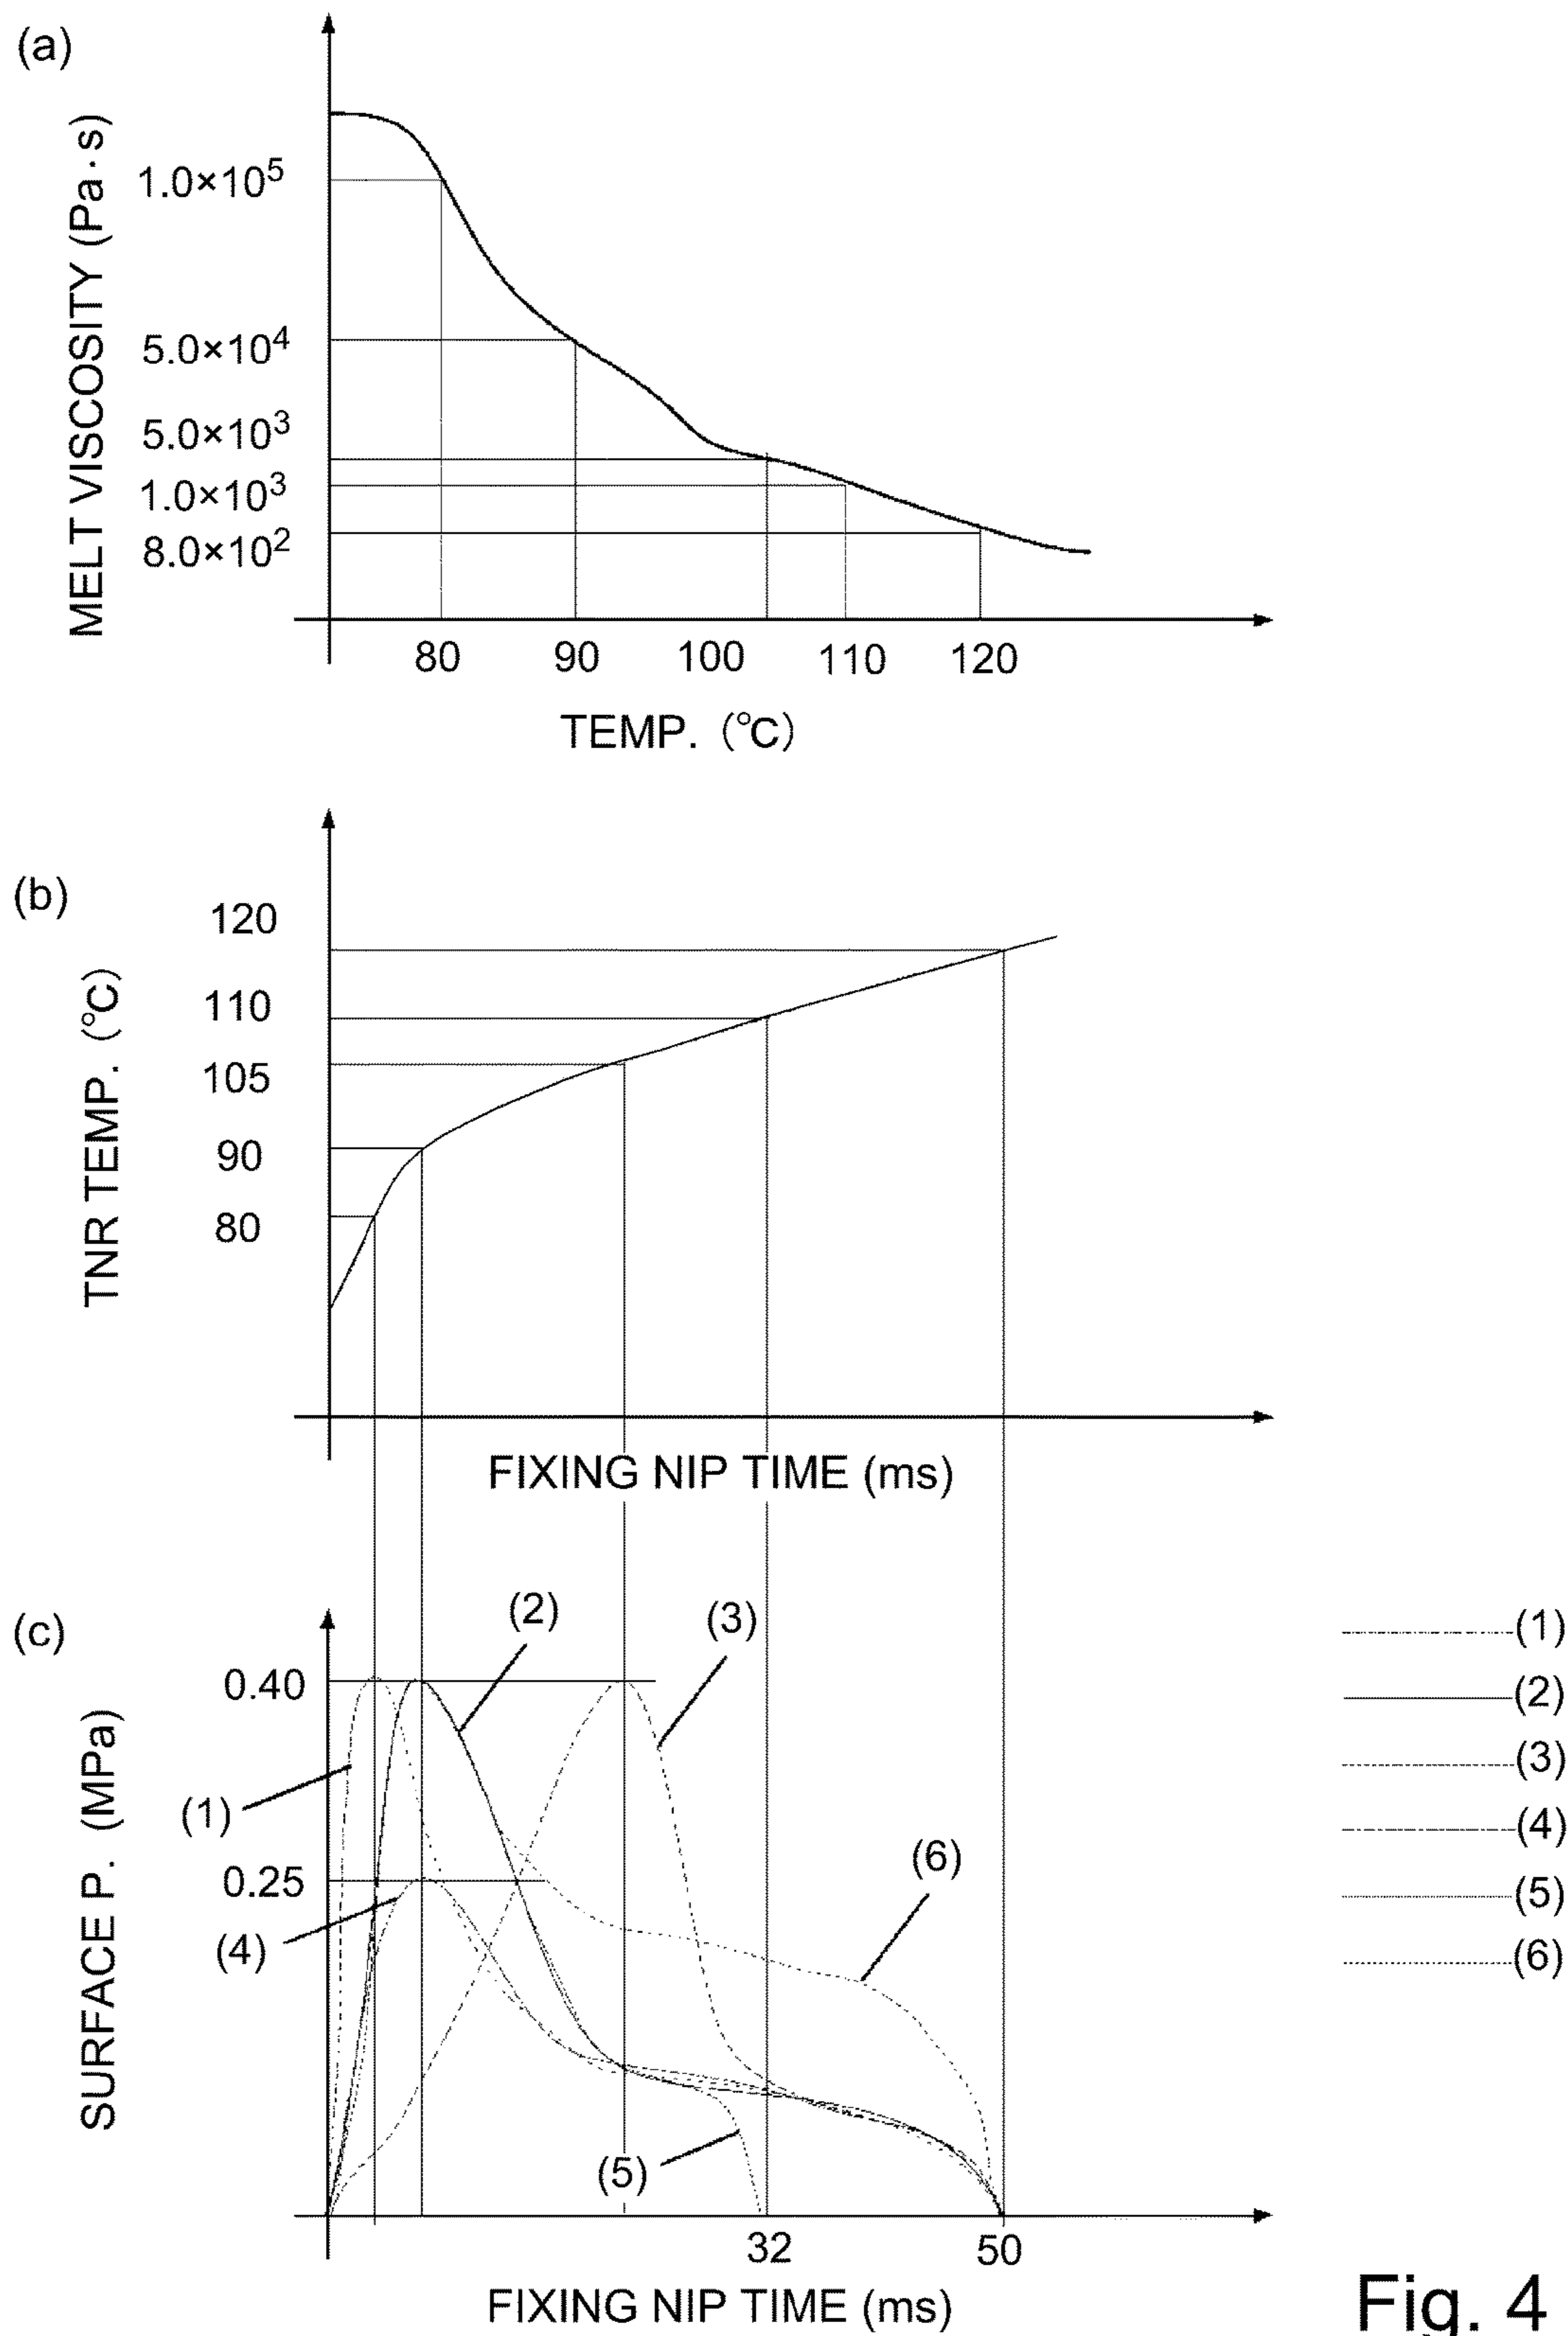 (a)
MELT VISCOSITY (Pa·s)
1.0×10⁵
5.0×10⁴
5.0×10³
1.0×10³
8.0×10²
80 90 100 110 120
TEMP. (℃)
(b)
TNR TEMP. (℃)
120
110
105
90
80
FIXING NIP TIME (ms)
(c)
SURFACE P. (MPa)
0.40
0.25
(1)
(2)
(3)
(4)
(5)
(6)
32 50
FIXING NIP TIME (ms)
(1)
(2)
(3)
(4)
(5)
(6)
Fig. 4